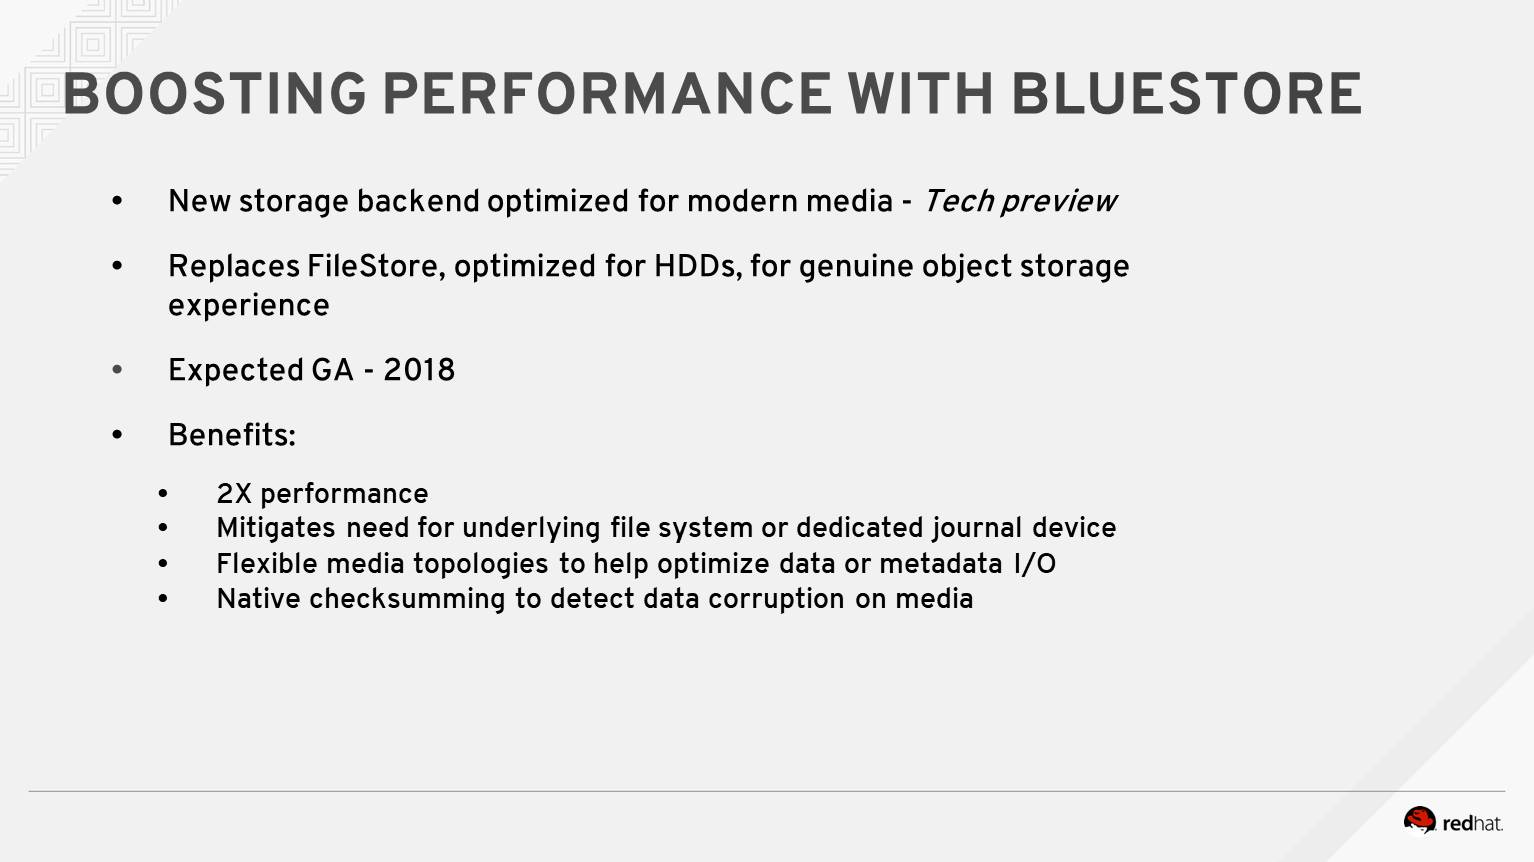 BOOSTING PERFORMANCE WITH BLUESTORE
• New storage backend optimized for modern media - Tech preview
• Replaces FileStore, optimized for HDDs, for genuine object storage
experience
• Expected GA - 2018
• Benefits:
• 2X performance
• Mitigates need for underlying file system or dedicated journal device
• Flexible media topologies to help optimize data or metadata I/O
• Native checksumming to detect data corruption on media
redhat.